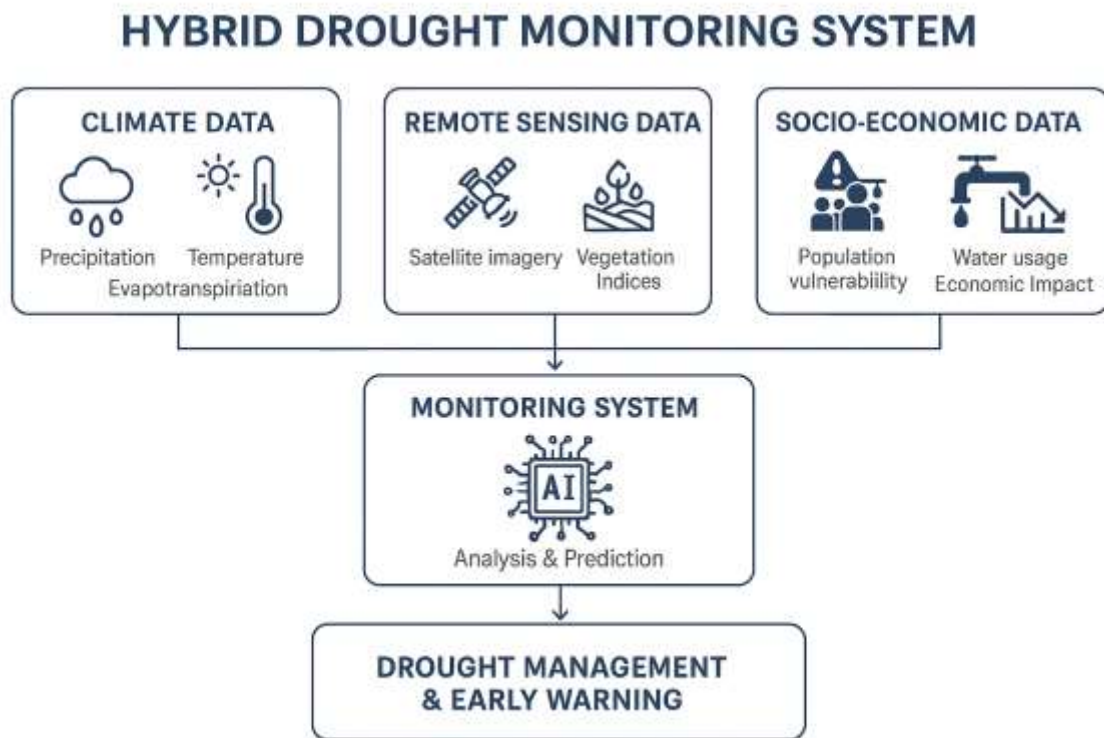 HYBRID DROUGHT MONITORING SYSTEM
CLIMATE DATA
Precipitation
Temperature
Evapotranspiriation
REMOTE SENSING DATA
Satellite imagery
Vegetation
Indices
SOCIO-ECONOMIC DATA
Population
vulnerabiility
Water usage
Economic Impact
MONITORING SYSTEM
AI
Analysis & Prediction
DROUGHT MANAGEMENT
& EARLY WARNING